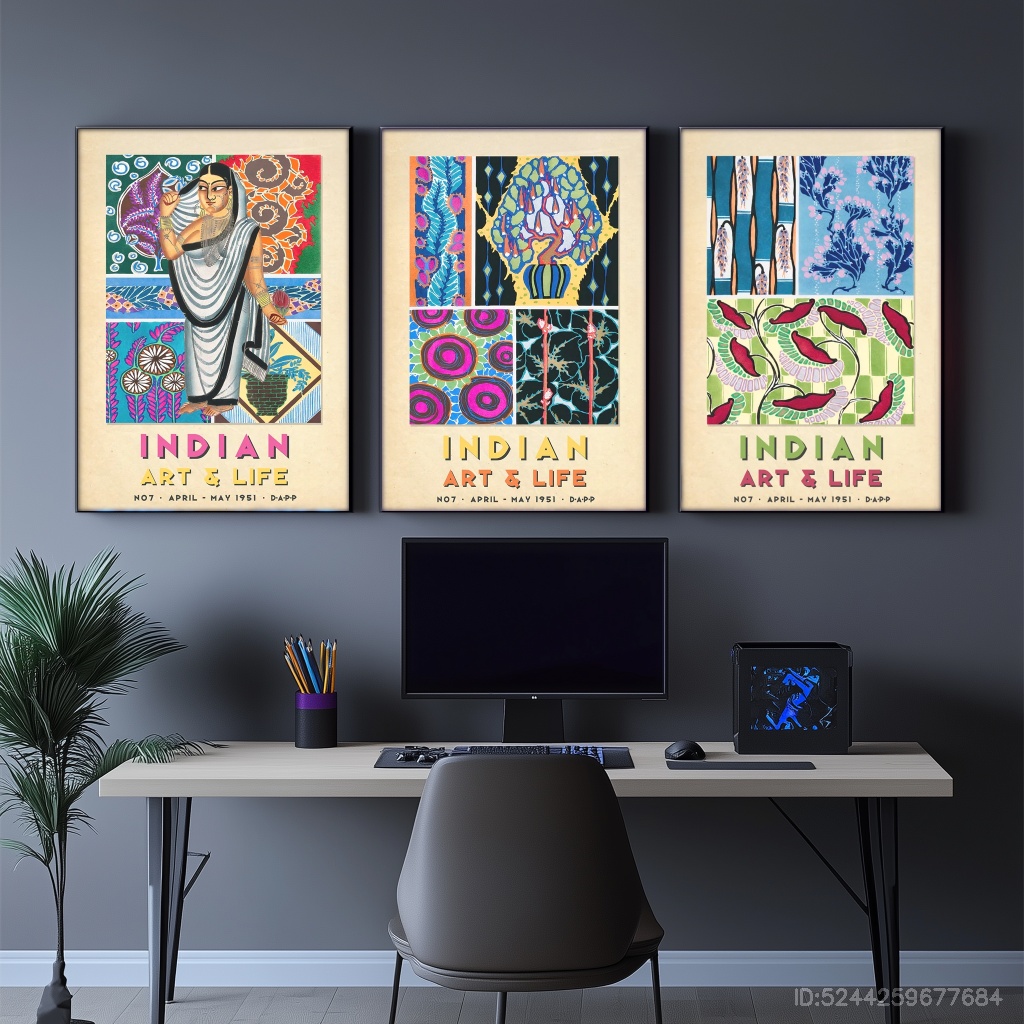 INDIAN
ART & LIFE
NO7 · APRIL - MAY 1951 · D·A·P·P
INDIAN
ART & LIFE
NO7 · APRIL - MAY 1951 · D·A·P·P
INDIAN
ART & LIFE
NO7 · APRIL - MAY 1951 · D·A·P·P
ID:5244259677684